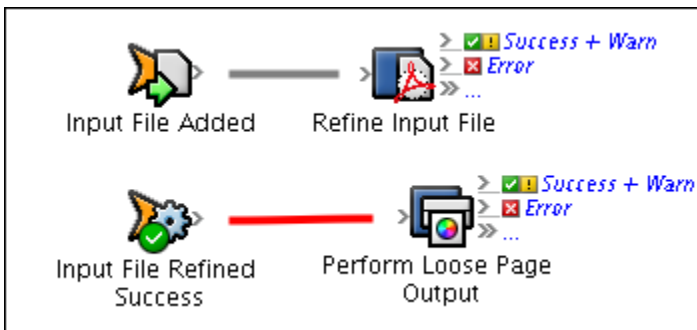 Success + Warn
Error
...
Input File Added
Refine Input File
Success + Warn
Error
...
Input File Refined
Success
Perform Loose Page
Output